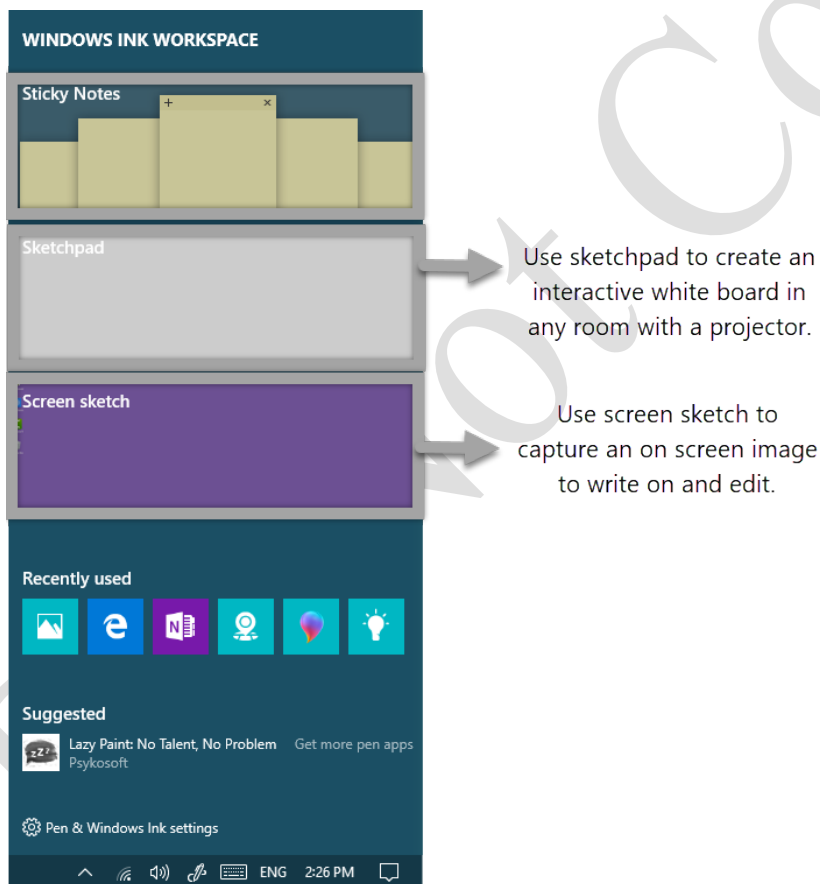 WINDOWS INK WORKSPACE
Sticky Notes
+ ×
Sketchpad
Use sketchpad to create an
interactive white board in
any room with a projector.
Screen sketch
Use screen sketch to
capture an on screen image
to write on and edit.
Recently used
N
Suggested
zzz
Lazy Paint: No Talent, No Problem Get more pen apps
Psykosoft
Pen & Windows Ink settings
ENG 2:26 PM
ot Co